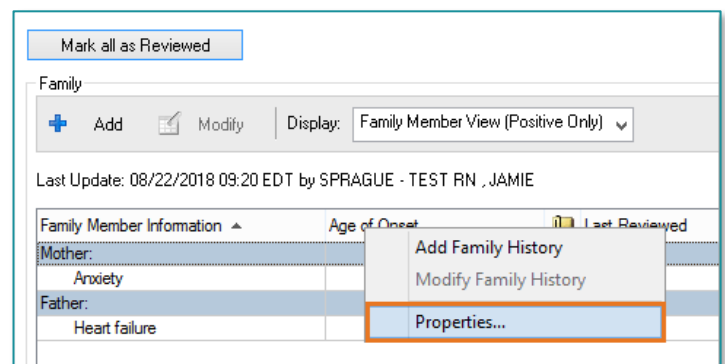 Mark all as Reviewed
Family
Add Modify Display: Family Member View (Positive Only)
Last Update: 08/22/2018 09:20 EDT by SPRAGUE - TEST RN , JAMIE
Family Member Information Age of Onset Last Reviewed
Mother:
Add Family History
Anxiety
Modify Family History
Father:
Properties...
Heart failure